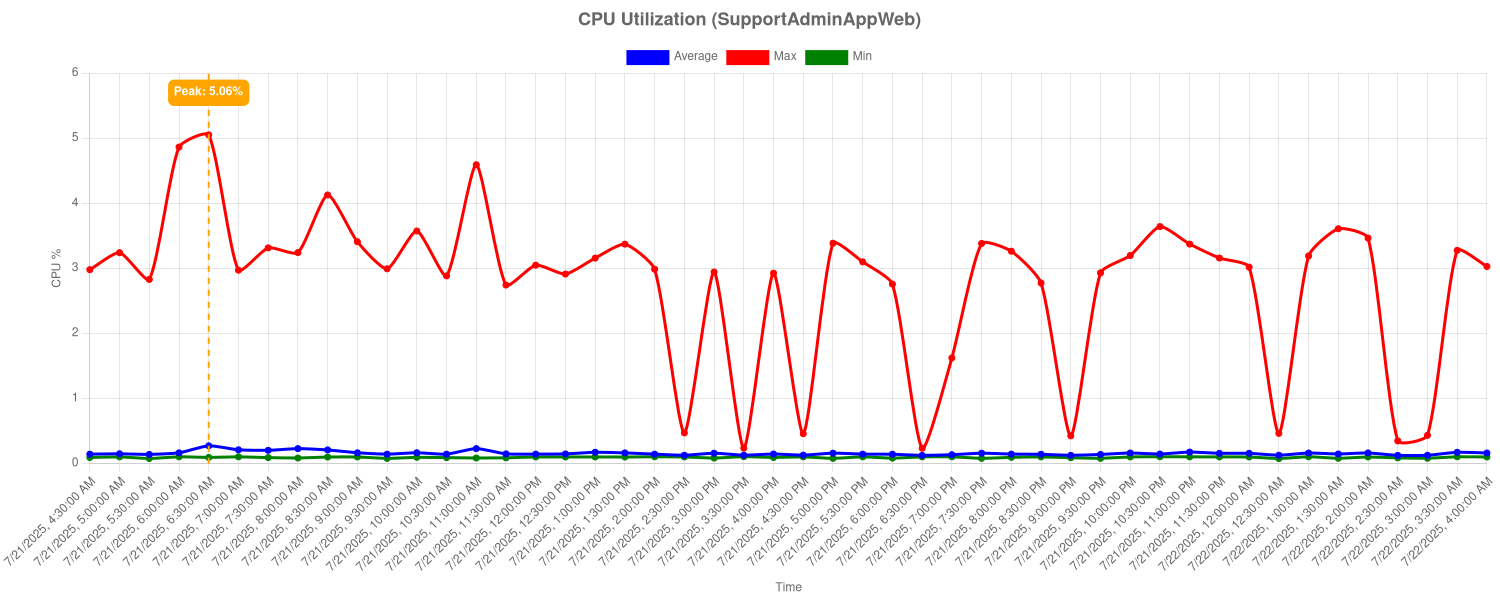 CPU Utilization (SupportAdminAppWeb)
Average Max Min
Peak: 5.06%
6
5
4
3
2
1
0
CPU %
7/21/2025, 4:30:00 AM
7/21/2025, 5:00:00 AM
7/21/2025, 5:30:00 AM
7/21/2025, 6:00:00 AM
7/21/2025, 6:30:00 AM
7/21/2025, 7:00:00 AM
7/21/2025, 7:30:00 AM
7/21/2025, 8:00:00 AM
7/21/2025, 8:30:00 AM
7/21/2025, 9:00:00 AM
7/21/2025, 9:30:00 AM
7/21/2025, 10:00:00 AM
7/21/2025, 10:30:00 AM
7/21/2025, 11:00:00 AM
7/21/2025, 11:30:00 AM
7/21/2025, 12:00:00 PM
7/21/2025, 12:30:00 PM
7/21/2025, 1:00:00 PM
7/21/2025, 1:30:00 PM
7/21/2025, 2:00:00 PM
7/21/2025, 2:30:00 PM
7/21/2025, 3:00:00 PM
7/21/2025, 3:30:00 PM
7/21/2025, 4:00:00 PM
7/21/2025, 4:30:00 PM
7/21/2025, 5:00:00 PM
7/21/2025, 5:30:00 PM
7/21/2025, 6:00:00 PM
7/21/2025, 6:30:00 PM
7/21/2025, 7:00:00 PM
7/21/2025, 7:30:00 PM
7/21/2025, 8:00:00 PM
7/21/2025, 8:30:00 PM
7/21/2025, 9:00:00 PM
7/21/2025, 9:30:00 PM
7/21/2025, 10:00:00 PM
7/21/2025, 10:30:00 PM
7/21/2025, 11:00:00 PM
7/21/2025, 11:30:00 PM
7/22/2025, 12:00:00 AM
7/22/2025, 12:30:00 AM
7/22/2025, 1:00:00 AM
7/22/2025, 1:30:00 AM
7/22/2025, 2:00:00 AM
7/22/2025, 2:30:00 AM
7/22/2025, 3:00:00 AM
7/22/2025, 3:30:00 AM
7/22/2025, 4:00:00 AM
Time